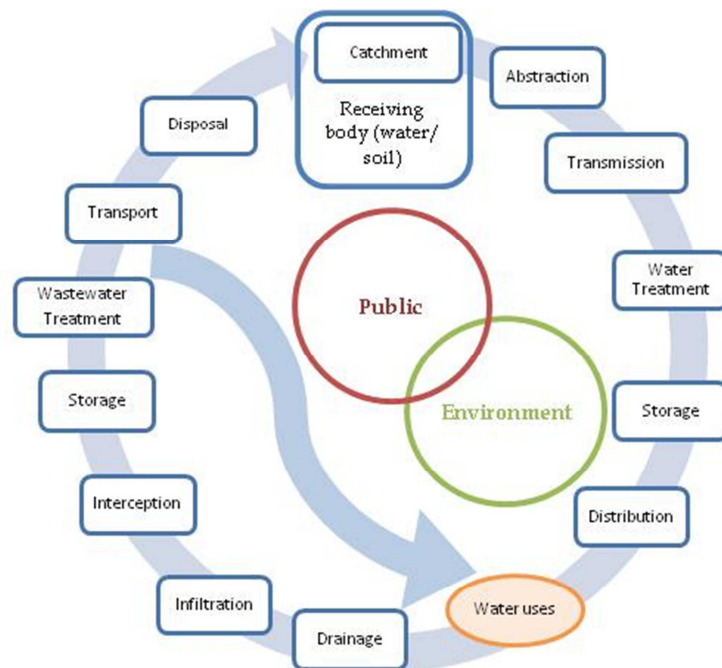 Catchment
Receiving
body (water/
soil)
Abstraction
Transmission
Water
Treatment
Storage
Distribution
Water uses
Drainage
Infiltration
Interception
Storage
Wastewater
Treatment
Transport
Disposal
Public
Environment